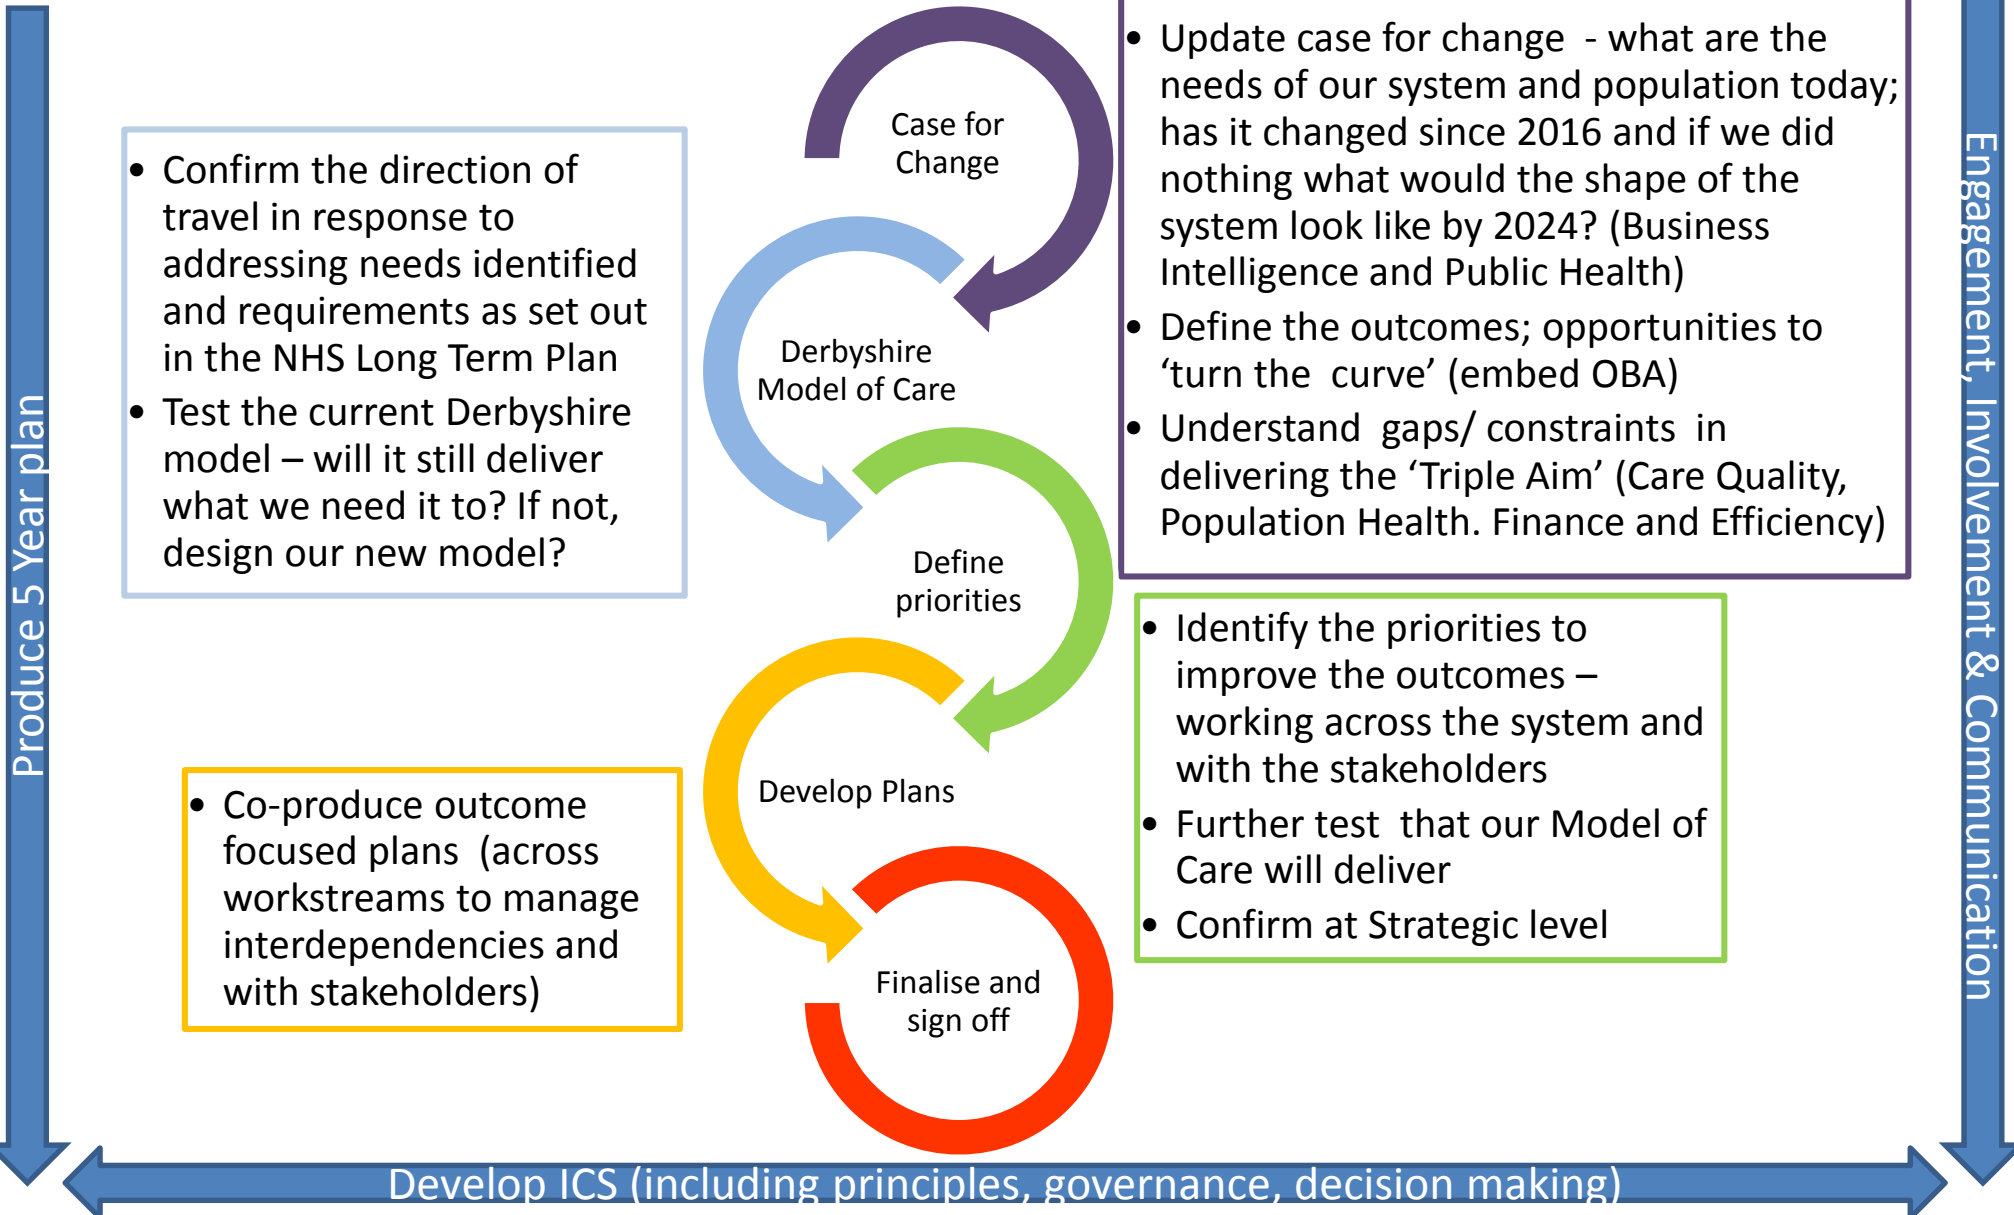 Produce 5 Year plan
Case for
Change
• Update case for change - what are the
needs of our system and population today;
has it changed since 2016 and if we did
nothing what would the shape of the
system look like by 2024? (Business
Intelligence and Public Health)
• Define the outcomes; opportunities to
‘turn the curve’ (embed OBA)
• Understand gaps/ constraints in
delivering the ‘Triple Aim’ (Care Quality,
Population Health. Finance and Efficiency)
• Confirm the direction of
travel in response to
addressing needs identified
and requirements as set out
in the NHS Long Term Plan
• Test the current Derbyshire
model – will it still deliver
what we need it to? If not,
design our new model?
Derbyshire
Model of Care
Define
priorities
• Identify the priorities to
improve the outcomes –
working across the system and
with the stakeholders
• Further test that our Model of
Care will deliver
• Confirm at Strategic level
Develop Plans
• Co-produce outcome
focused plans (across
workstreams to manage
interdependencies and
with stakeholders)
Finalise and
sign off
Engagement, Involvement & Communication
Develop ICS (including principles, governance, decision making)